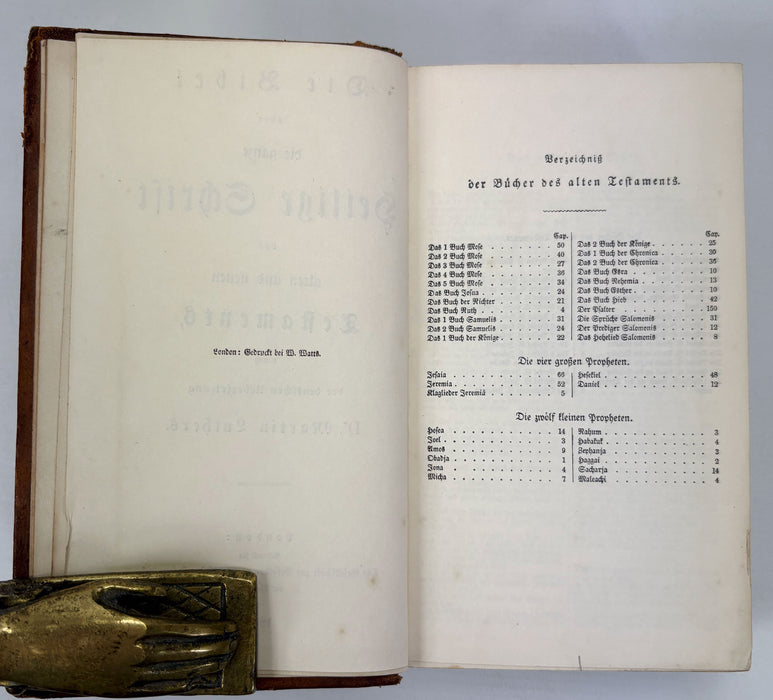 London: Gedruckt bei W. Watts.
Verzeichniß
der Bücher des alten Testaments.
Cap.
Das 1 Buch Mose 50
Das 2 Buch Mose 40
Das 3 Buch Mose 27
Das 4 Buch Mose 36
Das 5 Buch Mose 34
Das Buch Josua 24
Das Buch der Richter 21
Das Buch Ruth 4
Das 1 Buch Samuelis 31
Das 2 Buch Samuelis 24
Das 1 Buch der Könige 22
Cap.
Das 2 Buch der Könige 25
Das 1 Buch der Chronica 30
Das 2 Buch der Chronica 36
Das Buch Esra 10
Das Buch Nehemia 13
Das Buch Esther 10
Das Buch Hiob 42
Der Psalter 150
Die Sprüche Salomonis 31
Der Prediger Salomonis 12
Das Hohelied Salomonis 8
Die vier großen Propheten.
Jesaia 66
Jeremia 52
Klaglieder Jeremiä 5
Hesekiel 48
Daniel 12
Die zwölf kleinen Propheten.
Hosea 14
Joel 3
Amos 9
Obadja 1
Jona 4
Micha 7
Nahum 3
Habakuk 4
Zephanja 3
Haggai 2
Sacharja 14
Maleachi 4